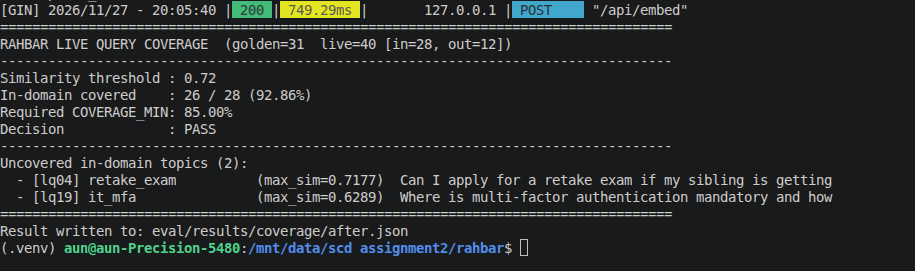 [GIN] 2026/11/27 - 20:05:40 | 200 | 749.29ms | 127.0.0.1 | POST "/api/embed"
================================================================================
RAHBAR LIVE QUERY COVERAGE (golden=31 live=40 [in=28, out=12])
--------------------------------------------------------------------------------
Similarity threshold : 0.72
In-domain covered : 26 / 28 (92.86%)
Required COVERAGE_MIN: 85.00%
Decision : PASS
--------------------------------------------------------------------------------
Uncovered in-domain topics (2):
- [lq04] retake_exam (max_sim=0.7177) Can I apply for a retake exam if my sibling is getting
- [lq19] it_mfa (max_sim=0.6289) Where is multi-factor authentication mandatory and how
================================================================================
Result written to: eval/results/coverage/after.json
(.venv) aun@aun-Precision-5480:/mnt/data/scd assignment2/rahbar$